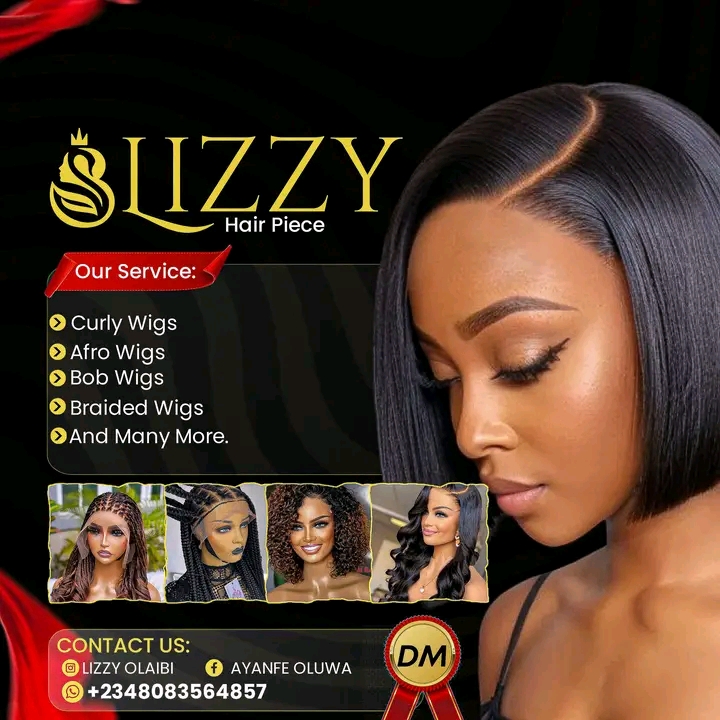 LIZZY
Hair Piece
Our Service:
Curly Wigs
Afro Wigs
Bob Wigs
Braided Wigs
And Many More.
CONTACT US:
LIZZY OLAIBI AYANFE OLUWA
+2348083564857
DM